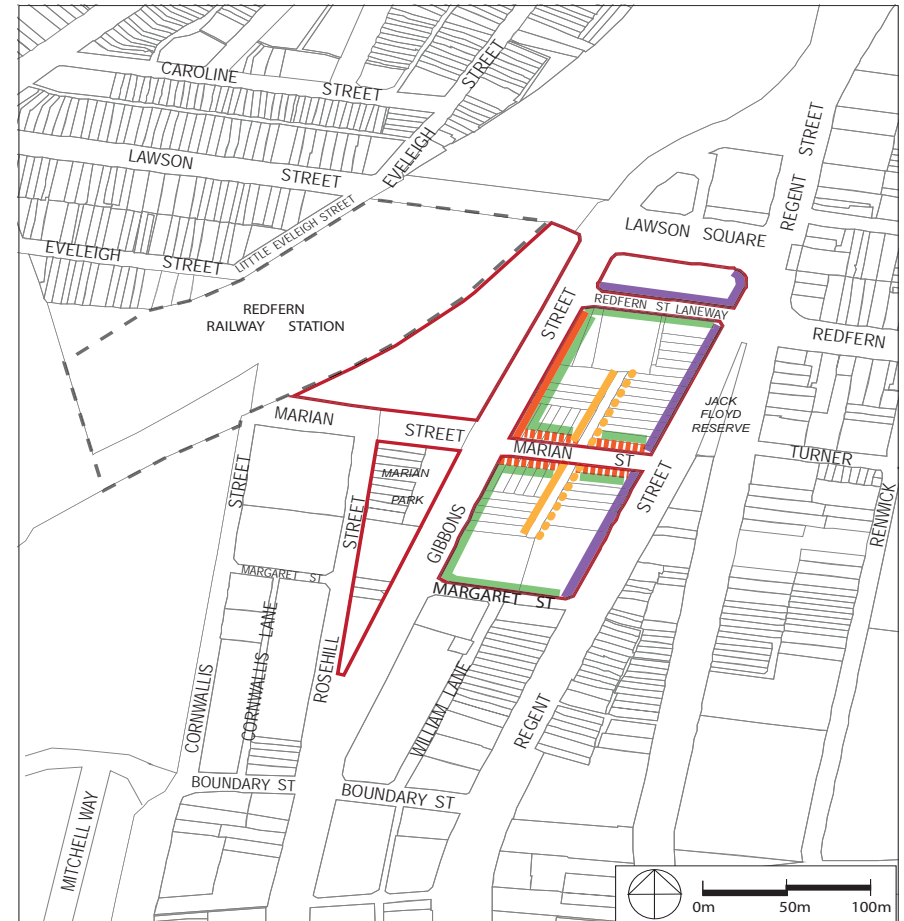 CAROLINE STREET
EVELEIGH STREET
LAWSON STREET
LITTLE EVELEIGH STREET
EVELEIGH STREET
REGENT STREET
LAWSON SQUARE
REDFERN
RAILWAY STATION
STREET
REDFERN ST LANEWAY
REDFERN
JACK
FLOYD
RESERVE
MARIAN STREET
MARIAN ST
TURNER
MARIAN
PARK
STREET
STREET
GIBBONS
STREET
RENWICK
MARGARET ST
MARGARET ST
CORNWALLIS LANE
ROSEHILL
CORNWALLIS
WILLIAM LANE
REGENT
BOUNDARY ST
BOUNDARY ST
MITCHELL WAY
0m 50m 100m